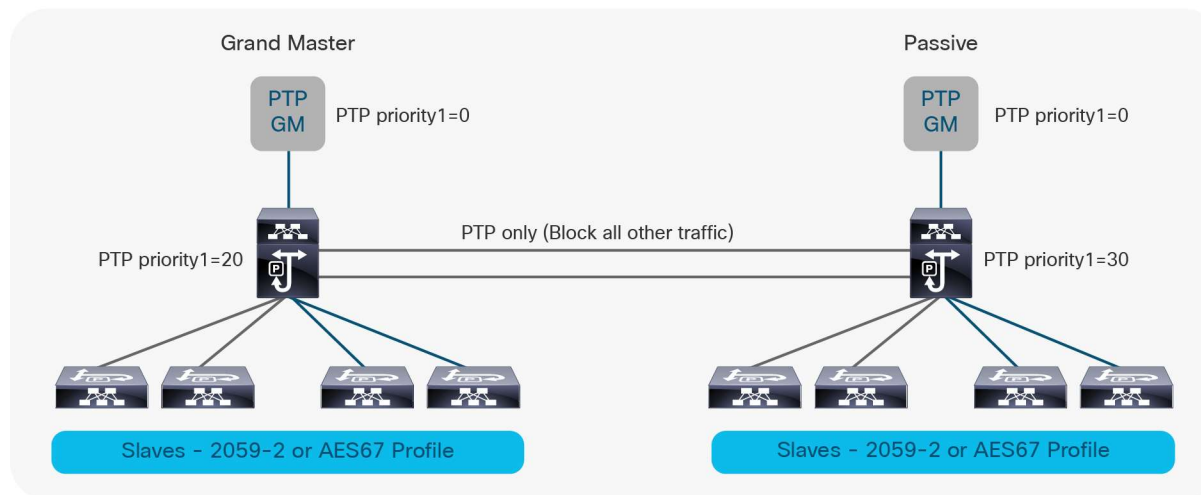 Grand Master
Passive
PTP
GM
PTP priority1=0
PTP
GM
PTP priority1=0
PTP only (Block all other traffic)
PTP priority1=20
P
P
PTP priority1=30
Slaves - 2059-2 or AES67 Profile
Slaves - 2059-2 or AES67 Profile